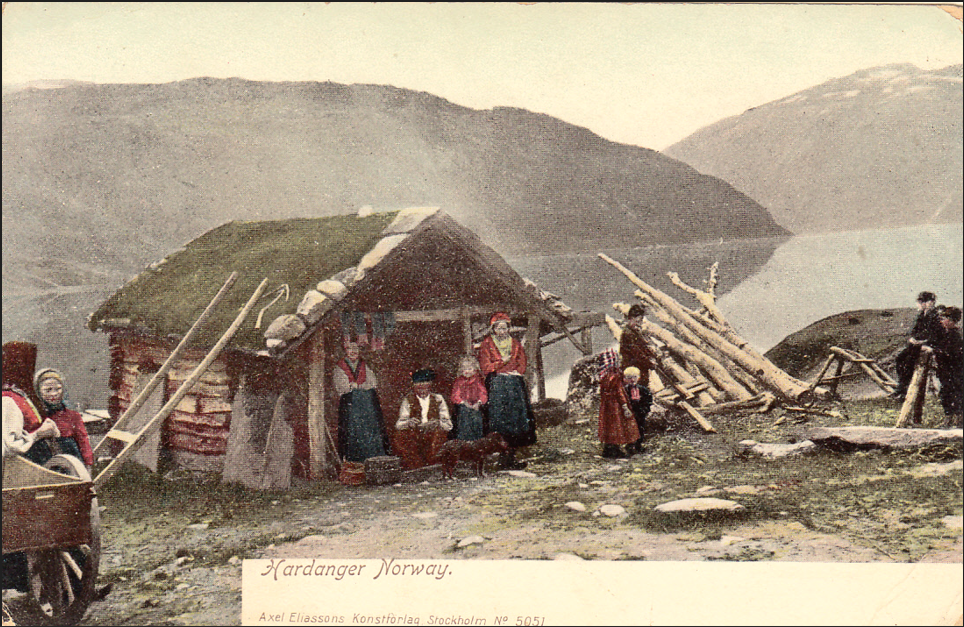 Hardanger Norway.
Axel Eliassons Konstförlag Stockholm Nº 5051